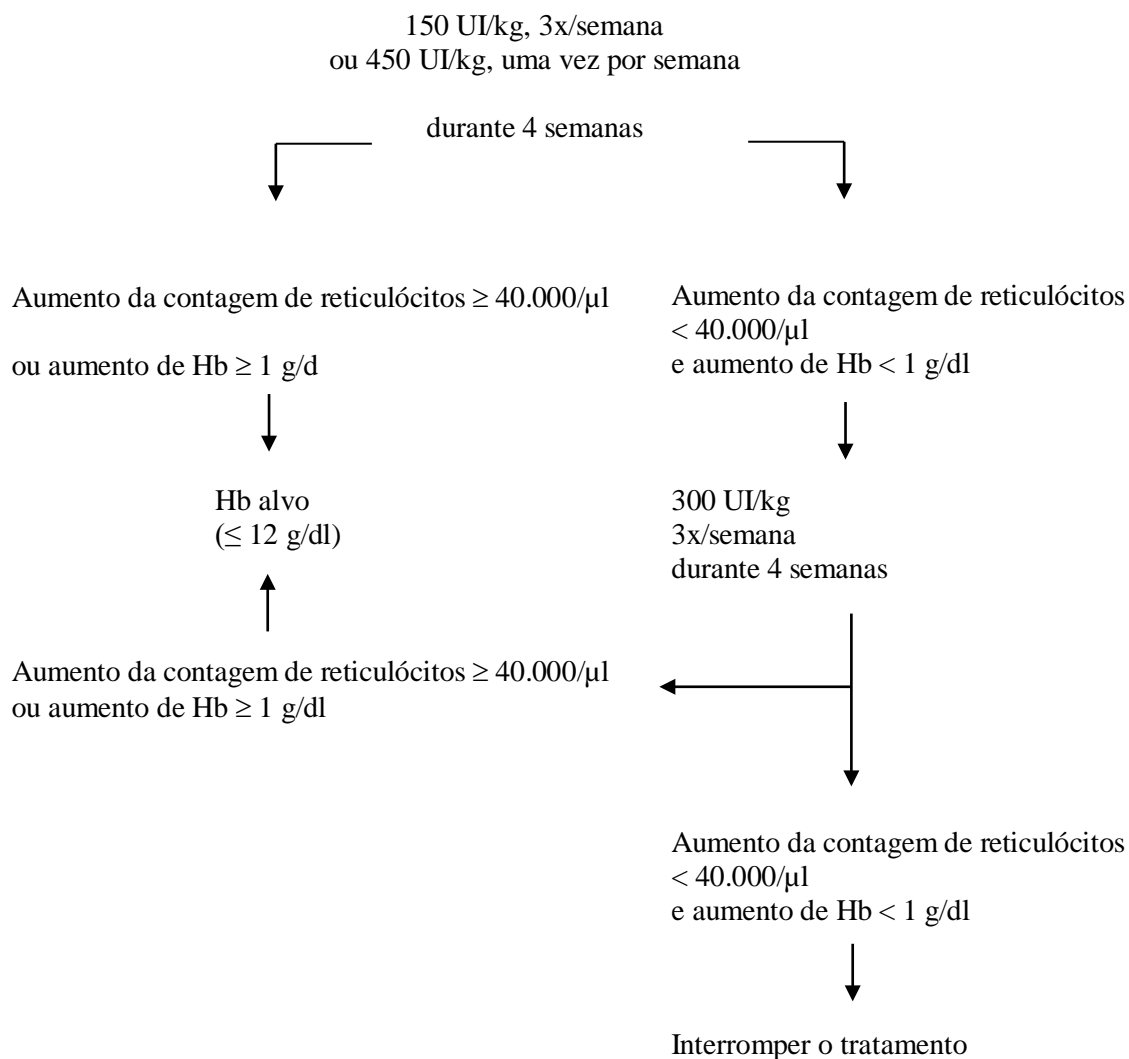 150 UI/kg, 3x/semana
ou 450 UI/kg, uma vez por semana
durante 4 semanas
Aumento da contagem de reticulócitos ≥ 40.000/µl
ou aumento de Hb ≥ 1 g/d
Aumento da contagem de reticulócitos
< 40.000/µl
e aumento de Hb < 1 g/dl
Hb alvo
(≤ 12 g/dl)
300 UI/kg
3x/semana
durante 4 semanas
Aumento da contagem de reticulócitos ≥ 40.000/µl
ou aumento de Hb ≥ 1 g/dl
Aumento da contagem de reticulócitos
< 40.000/µl
e aumento de Hb < 1 g/dl
Interromper o tratamento